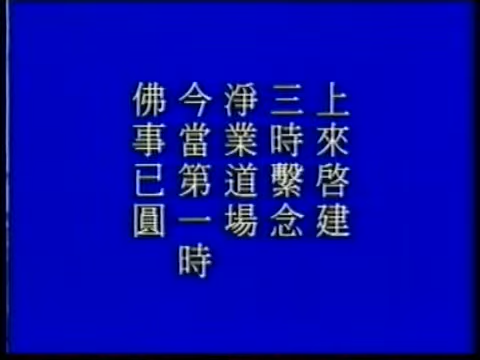 上來啓建
三時繫念
淨業道場
今當第一時
佛事已圓